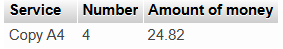 Service Number Amount of money
Copy A4 4 24.82